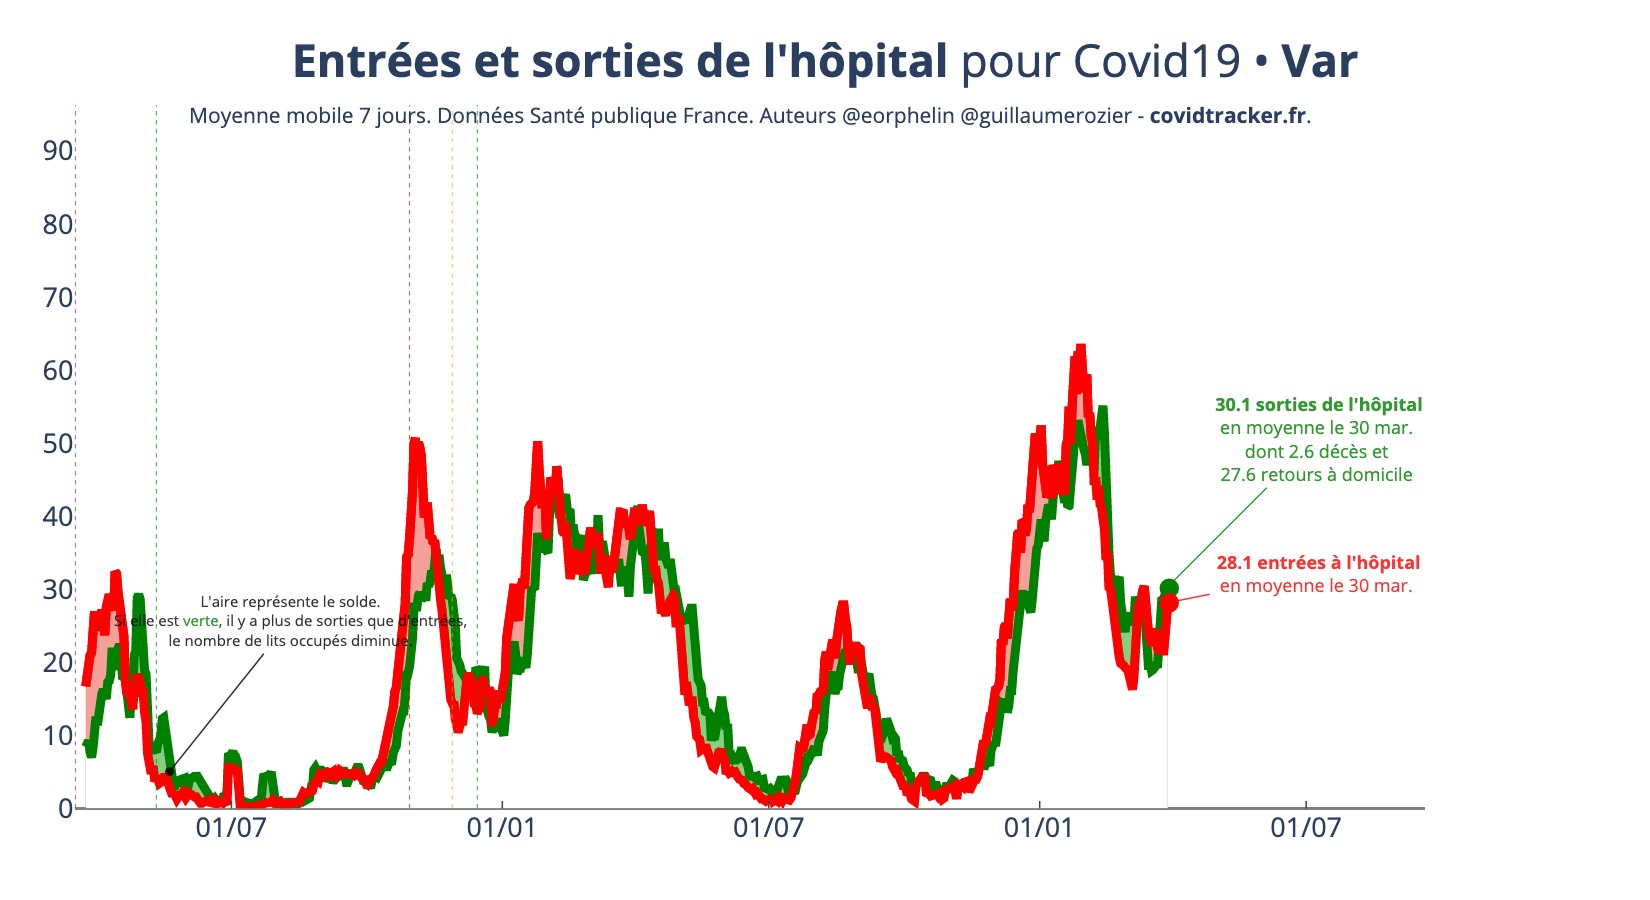 Entrées et sorties de l'hôpital pour Covid19 • Var
Moyenne mobile 7 jours. Données Santé publique France. Auteurs @eorphelin @guillaumerozier - covidtracker.fr.
90
80
70
60
50
40
30
20
10
0
L'aire représente le solde.
Si elle est verte, il y a plus de sorties que d'entrées,
le nombre de lits occupés diminue.
30.1 sorties de l'hôpital
en moyenne le 30 mar.
dont 2.6 décès et
27.6 retours à domicile
28.1 entrées à l'hôpital
en moyenne le 30 mar.
01/07
01/01
01/07
01/01
01/07